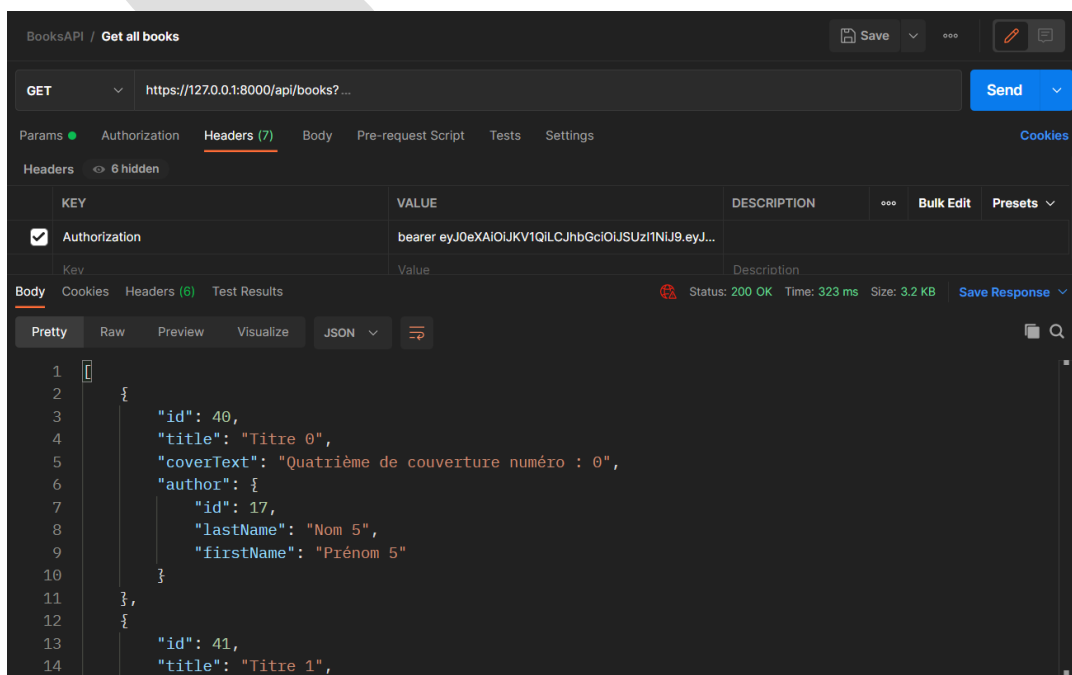 BooksAPI / Get all books Save ooo
GET https://127.0.0.1:8000/api/books?... Send
Params Authorization Headers (7) Body Pre-request Script Tests Settings Cookies
Headers 6 hidden
KEY VALUE DESCRIPTION ooo Bulk Edit Presets
Authorization bearer eyJ0eXAiOiJKV1QiLCJhbGciOiJSUzI1NiJ9.eyJ...
Key Value Description
Body Cookies Headers (6) Test Results Status: 200 OK Time: 323 ms Size: 3.2 KB Save Response
Pretty Raw Preview Visualize JSON
1 [
2 {
3 "id": 40,
4 "title": "Titre 0",
5 "coverText": "Quatrième de couverture numéro : 0",
6 "author": {
7 "id": 17,
8 "lastName": "Nom 5",
9 "firstName": "Prénom 5"
10 }
11 },
12 {
13 "id": 41,
14 "title": "Titre 1",